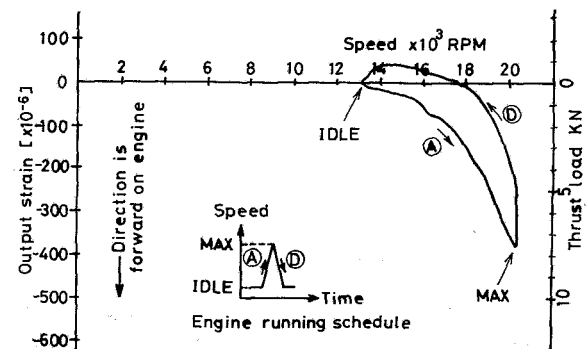 Speed x10³ RPM
100
0
-100
-200
-300
-400
-500
-600
2 4 6 8 10 12 14 16 18 20
0
5
10
Output strain [x10⁻⁶]
Thrust load KN
Direction is
forward on engine
IDLE
A
D
MAX
Speed
MAX
A
D
IDLE
Time
Engine running schedule